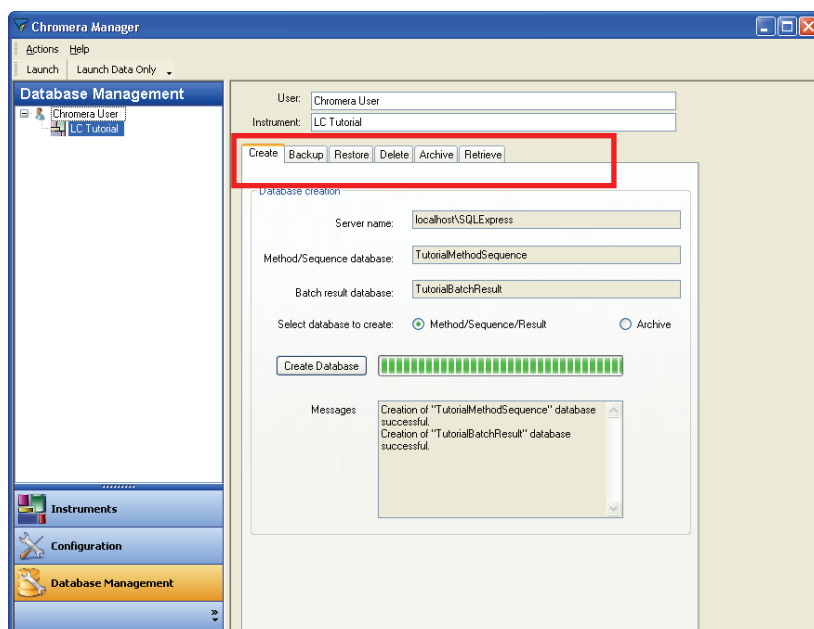 Chromera Manager
Actions Help
Launch Launch Data Only
Database Management
Chromera User
LC Tutorial
User: Chromera User
Instrument: LC Tutorial
Create Backup Restore Delete Archive Retrieve
Database creation
Server name: localhost\SQLExpress
Method/Sequence database: TutorialMethodSequence
Batch result database: TutorialBatchResult
Select database to create: Method/Sequence/Result Archive
Create Database
Messages
Creation of "TutorialMethodSequence" database
successful.
Creation of "TutorialBatchResult" database
successful.
Instruments
Configuration
Database Management